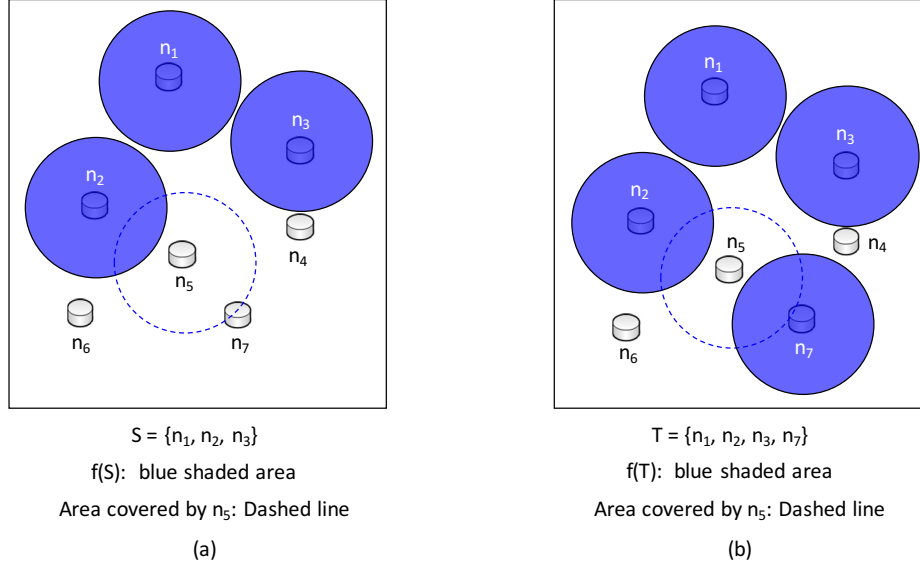 n₁
n₃
n₂
n₅
n₄
n₆
n₇
S = {n₁, n₂, n₃}
f(S): blue shaded area
Area covered by n₅: Dashed line
(a)
n₁
n₃
n₂
n₅
n₄
n₆
n₇
T = {n₁, n₂, n₃, n₇}
f(T): blue shaded area
Area covered by n₅: Dashed line
(b)